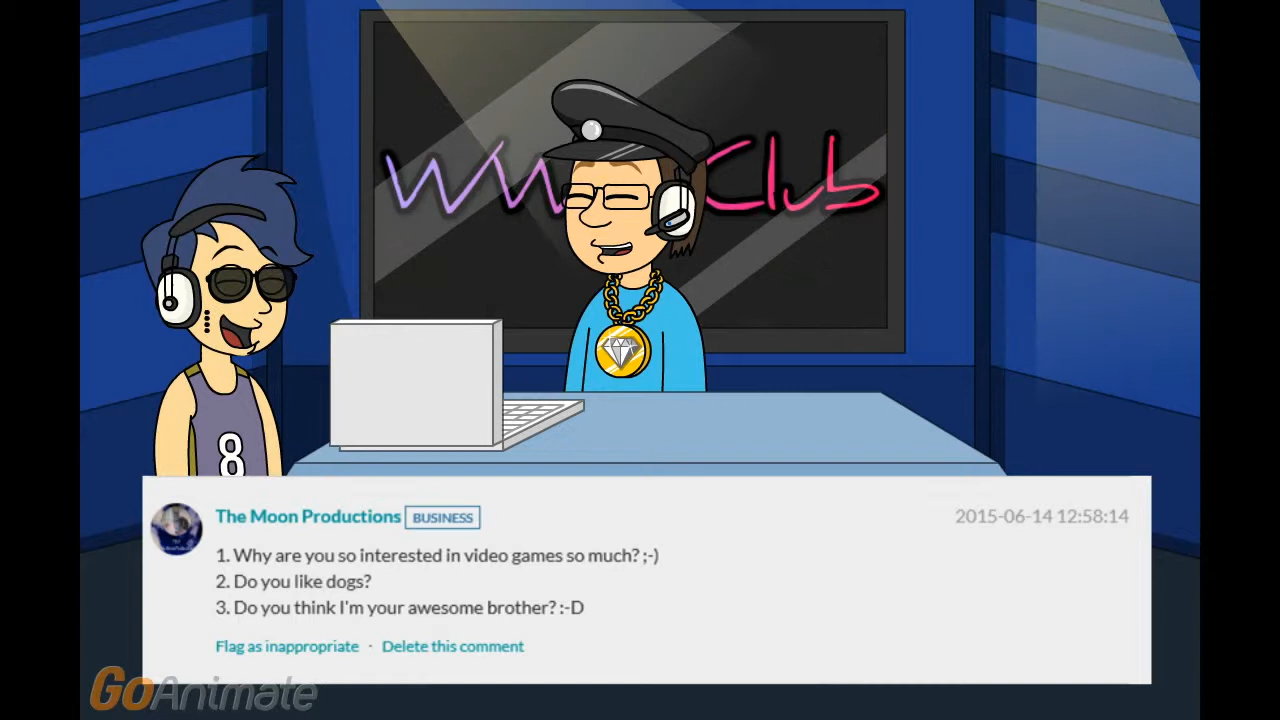 Club
8
The Moon Productions BUSINESS 2015-06-14 12:58:14
1. Why are you so interested in video games so much? ;-)
2. Do you like dogs?
3. Do you think I'm your awesome brother? :-D
Flag as inappropriate · Delete this comment
GoAnimate